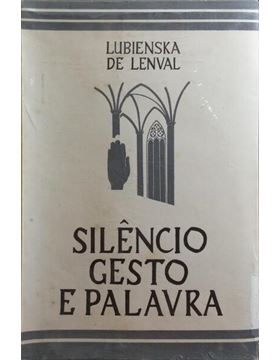 LUBIENSKA
DE LENVAL
SILÊNCIO
GESTO
E PALAVRA